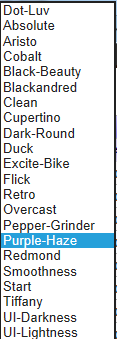 Dot-Luv
Absolute
Aristo
Cobalt
Black-Beauty
Blackandred
Clean
Cupertino
Dark-Round
Duck
Excite-Bike
Flick
Retro
Overcast
Pepper-Grinder
Purple-Haze
Redmond
Smoothness
Start
Tiffany
UI-Darkness
UI-Lightness